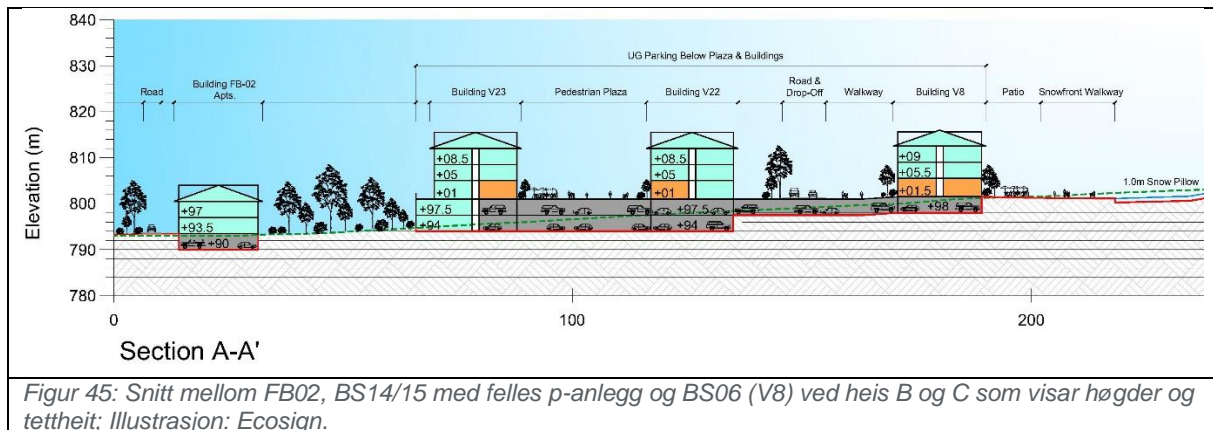 840
830
820
810
800
790
780
Elevation (m)
UG Parking Below Plaza & Buildings
Road
Building FB-02
Apts.
Building V23
Pedestrian Plaza
Building V22
Road &
Drop-Off
Walkway
Building V8
Patio
Snowfront Walkway
+97
+93.5
+90
+08.5
+05
+01
+97.5
+94
+08.5
+05
+01
+97.5
+94
+09
+05.5
+01.5
+98
1.0m Snow Pillow
0
100
200
Section A-A'
Figur 45: Snitt mellom FB02, BS14/15 med felles p-anlegg og BS06 (V8) ved heis B og C som visar høgder og
tettheit; Illustrasjon: Ecosign.